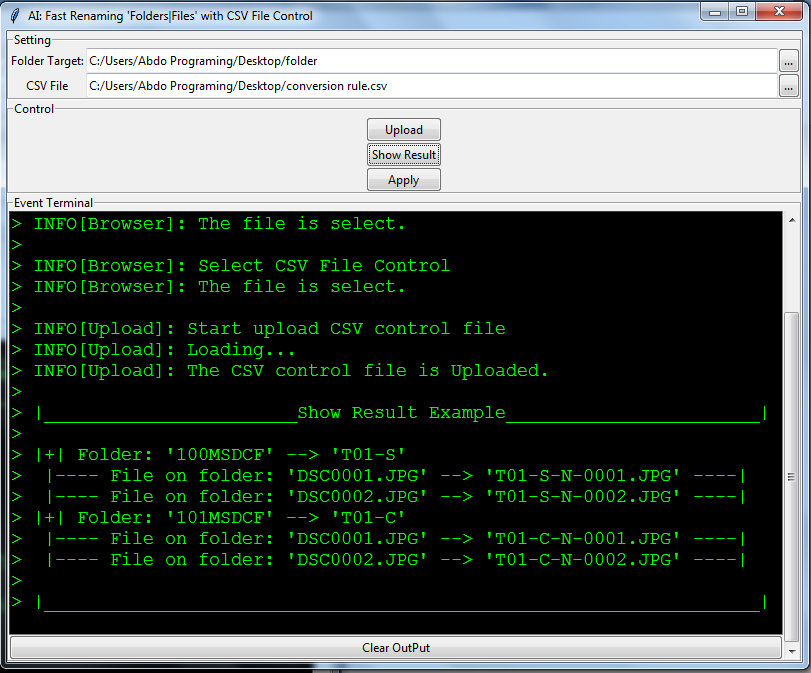 AI: Fast Renaming 'Folders|Files' with CSV File Control
Setting
Folder Target: C:/Users/Abdo Programing/Desktop/folder ...
CSV File C:/Users/Abdo Programing/Desktop/conversion rule.csv ...
Control
Upload
Show Result
Apply
Event Terminal
> INFO[Browser]: The file is select.
>
> INFO[Browser]: Select CSV File Control
> INFO[Browser]: The file is select.
>
> INFO[Upload]: Start upload CSV control file
> INFO[Upload]: Loading...
> INFO[Upload]: The CSV control file is Uploaded.
>
> |________________________Show Result Example________________________|
>
> |+| Folder: '100MSDCF' --> 'T01-S'
>  |---- File on folder: 'DSC0001.JPG' --> 'T01-S-N-0001.JPG' ----|
>  |---- File on folder: 'DSC0002.JPG' --> 'T01-S-N-0002.JPG' ----|
> |+| Folder: '101MSDCF' --> 'T01-C'
>  |---- File on folder: 'DSC0001.JPG' --> 'T01-C-N-0001.JPG' ----|
>  |---- File on folder: 'DSC0002.JPG' --> 'T01-C-N-0002.JPG' ----|
>
> |____________________________________________________________________|
Clear OutPut